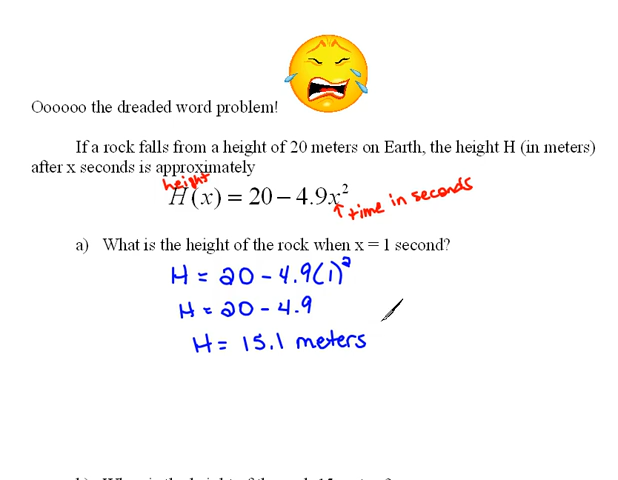 Oooooo the dreaded word problem!
If a rock falls from a height of 20 meters on Earth, the height H (in meters)
after x seconds is approximately
height
H(x) = 20 − 4.9x²
↑ time in seconds
a) What is the height of the rock when x = 1 second?
H = 20 - 4.9(1)²
H = 20 - 4.9
H = 15.1 meters